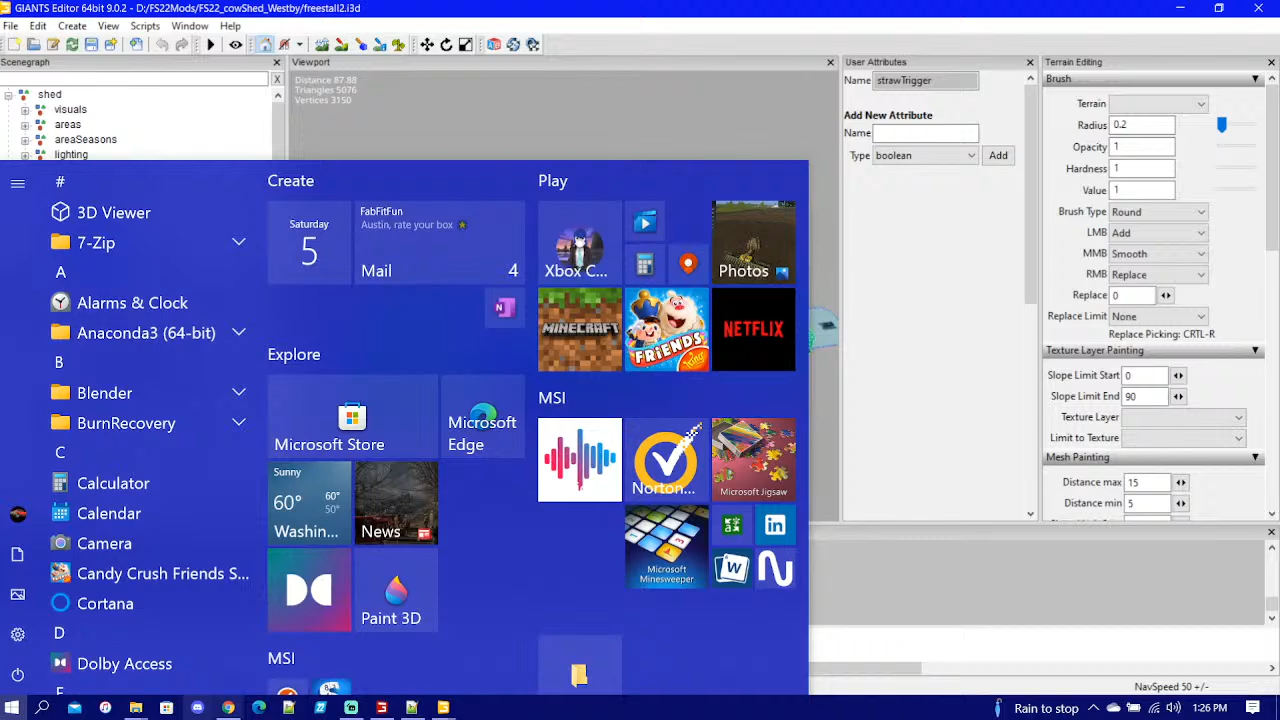 GIANTS Editor 64bit 9.0.2 - D:/FS22Mods/FS22_cowShed_Westby/freestall2.i3d
File Edit Create View Scripts Window Help
Scenegraph
X
shed
visuals
areas
areaSeasons
lighting
Viewport
Distance 87.88
Triangles 5076
Vertices 3150
User Attributes
Name strawTrigger
Add New Attribute
Name
Type boolean Add
Terrain Editing
Brush
Terrain
Radius 0.2
Opacity 1
Hardness 1
Value 1
Brush Type Round
LMB Add
MMB Smooth
RMB Replace
Replace 0
Replace Limit None
Replace Picking: CRTL-R
Texture Layer Painting
Slope Limit Start 0
Slope Limit End 90
Texture Layer
Limit to Texture
Mesh Painting
Distance max 15
Distance min 5
#
3D Viewer
7-Zip
A
Alarms & Clock
Anaconda3 (64-bit)
B
Blender
BurnRecovery
C
Calculator
Calendar
Camera
Candy Crush Friends S...
Cortana
D
Dolby Access
Create
Saturday
5
FabFitFun
Austin, rate your box
Mail 4
N
Explore
Microsoft Store
Microsoft
Edge
Sunny
60° 60°
50°
Washin...
News
Paint 3D
MSI
Play
Xbox C...
Photos
MINECRAFT
FRIENDS
NETFLIX
MSI
Norton...
Microsoft Jigsaw
Microsoft
Minesweeper
in
W
NavSpeed 50 +/-
Rain to stop
1:26 PM